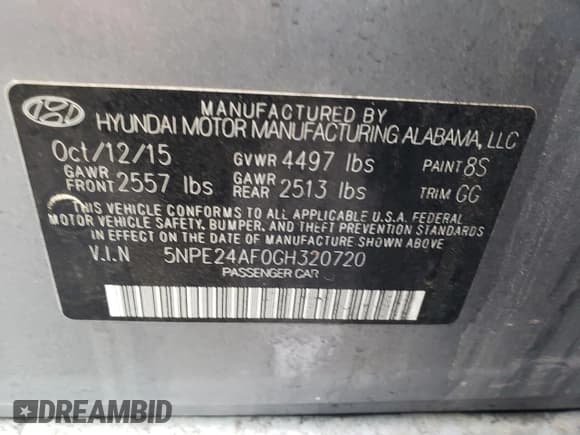 MANUFACTURED BY
HYUNDAI MOTOR MANUFACTURING ALABAMA, LLC
Oct/12/15 GVWR 4497 lbs PAINT 8S
GAWR FRONT 2557 lbs GAWR REAR 2513 lbs TRIM GG
THIS VEHICLE CONFORMS TO ALL APPLICABLE U.S.A. FEDERAL
MOTOR VEHICLE SAFETY, BUMPER, AND THEFT PREVENTION STANDARDS
IN EFFECT ON THE DATE OF MANUFACTURE SHOWN ABOVE
V.I.N 5NPE24AF0GH320720
PASSENGER CAR
DREAMBID